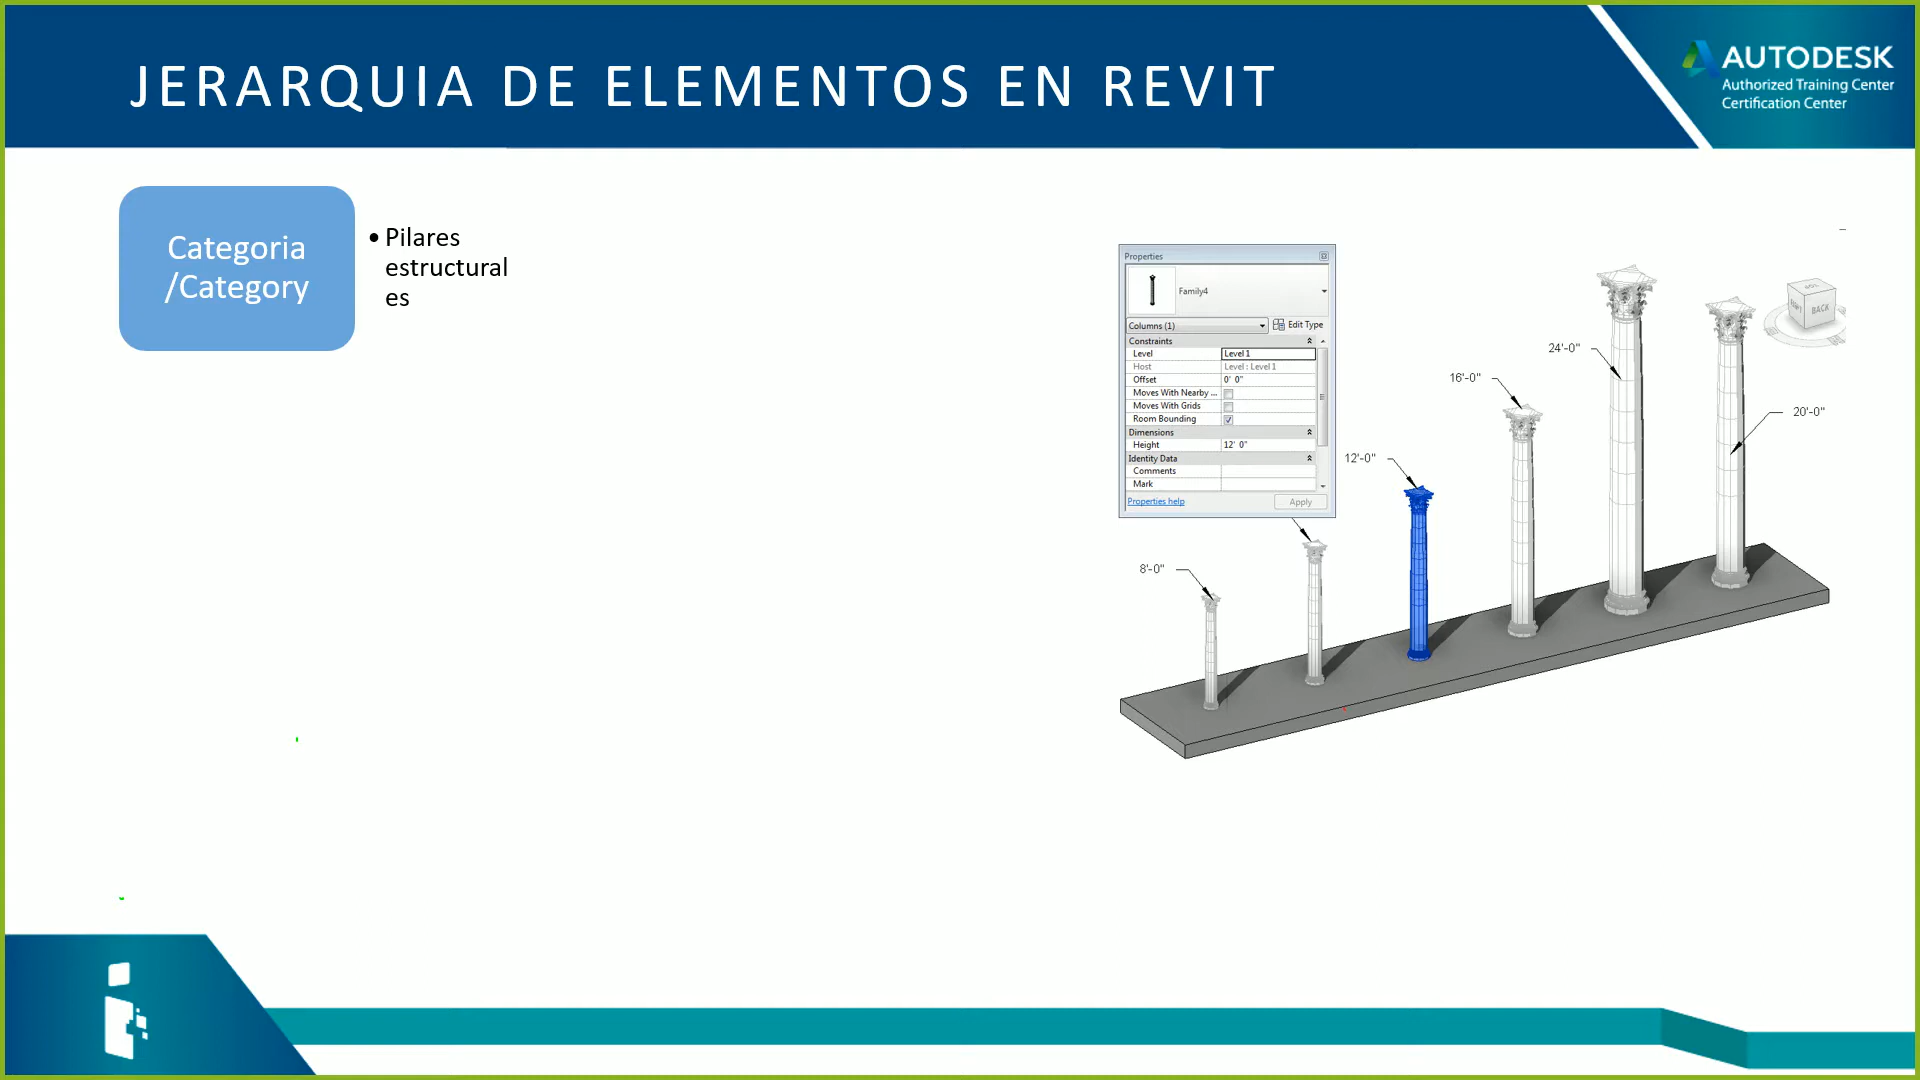 JERARQUIA DE ELEMENTOS EN REVIT
AUTODESK
Authorized Training Center
Certification Center
Categoria
/Category
• Pilares
estructural
es
Properties
Family4
Columns (1)
Edit Type
Constraints
Level Level 1
Host Level : Level 1
Offset 0' 0"
Moves With Nearby ...
Moves With Grids
Room Bounding
Dimensions
Height 12' 0"
Identity Data
Comments
Mark
Properties help
Apply
8'-0"
12'-0"
16'-0"
24'-0"
20'-0"
BACK